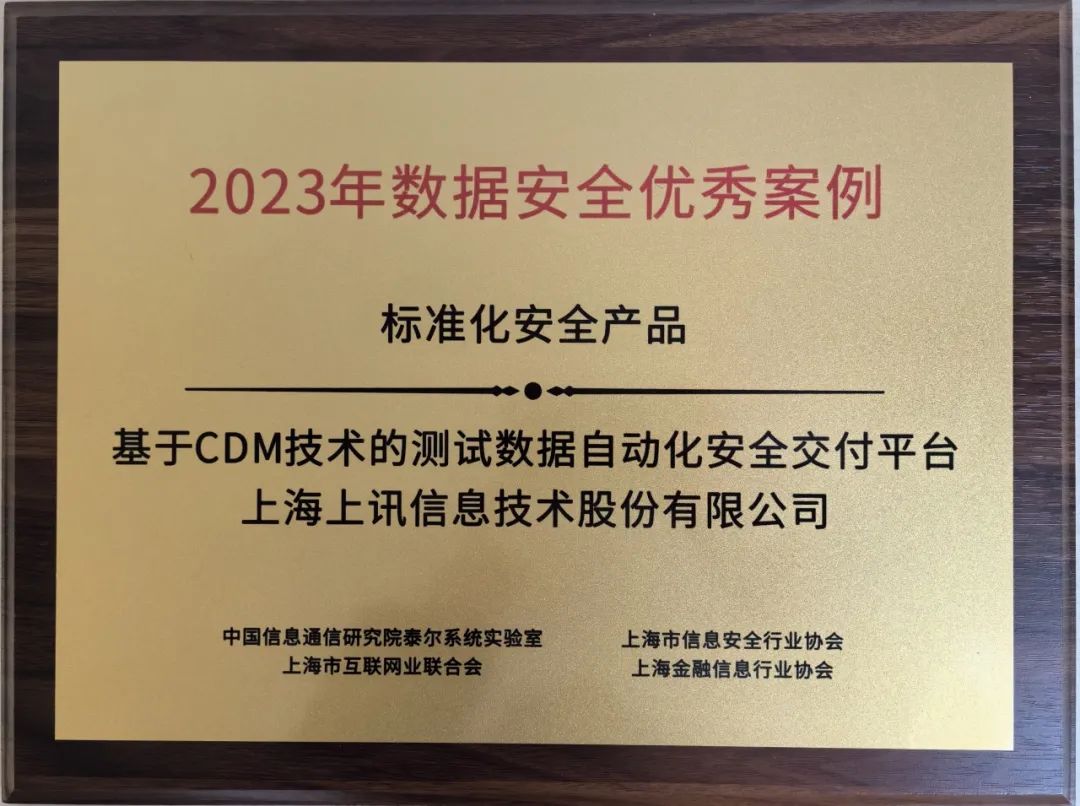 2023年数据安全优秀案例
标准化安全产品
基于CDM技术的测试数据自动化安全交付平台
上海上讯信息技术股份有限公司
中国信息通信研究院泰尔系统实验室
上海市互联网业联合会
上海市信息安全行业协会
上海金融信息行业协会